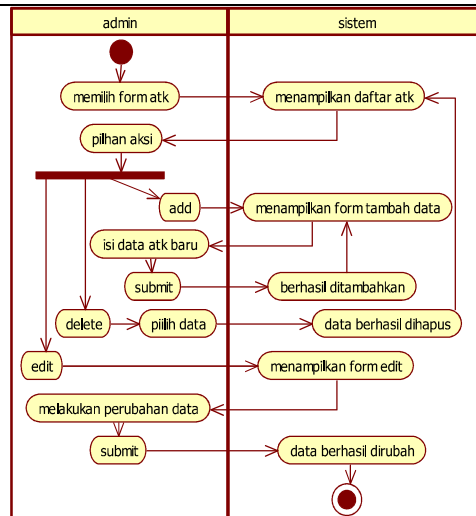 admin
sistem
memilih form atk
menampilkan daftar atk
pilhan aksi
add
menampilkan form tambah data
isi data atk baru
submit
berhasil ditambahkan
delete
piilih data
data berhasil dihapus
edit
menampilkan form edit
melakukan perubahan data
submit
data berhasil dirubah